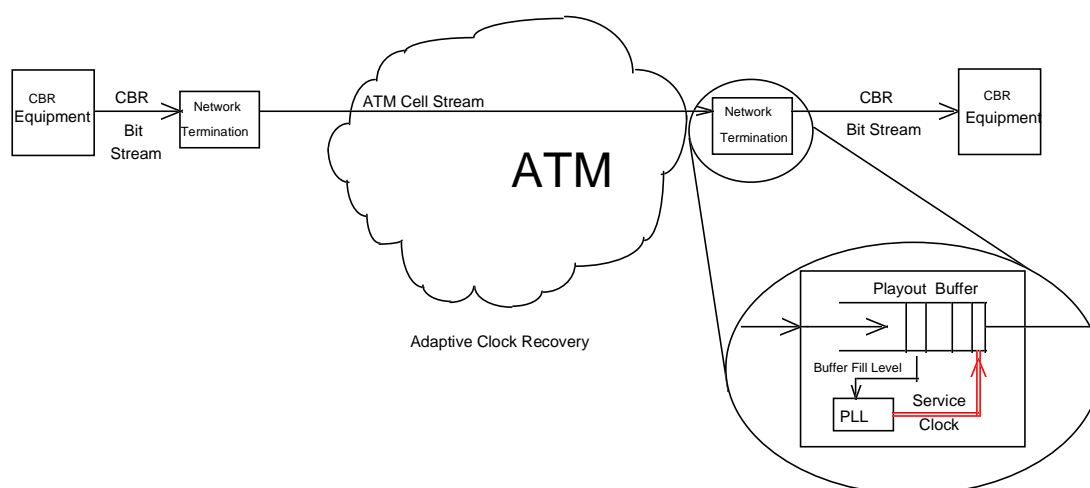 CBR
Equipment
CBR
Bit
Stream
Network
Termination
ATM Cell Stream
ATM
Network
Termination
CBR
Bit Stream
CBR
Equipment
Adaptive Clock Recovery
Playout Buffer
Buffer Fill Level
PLL
Service
Clock